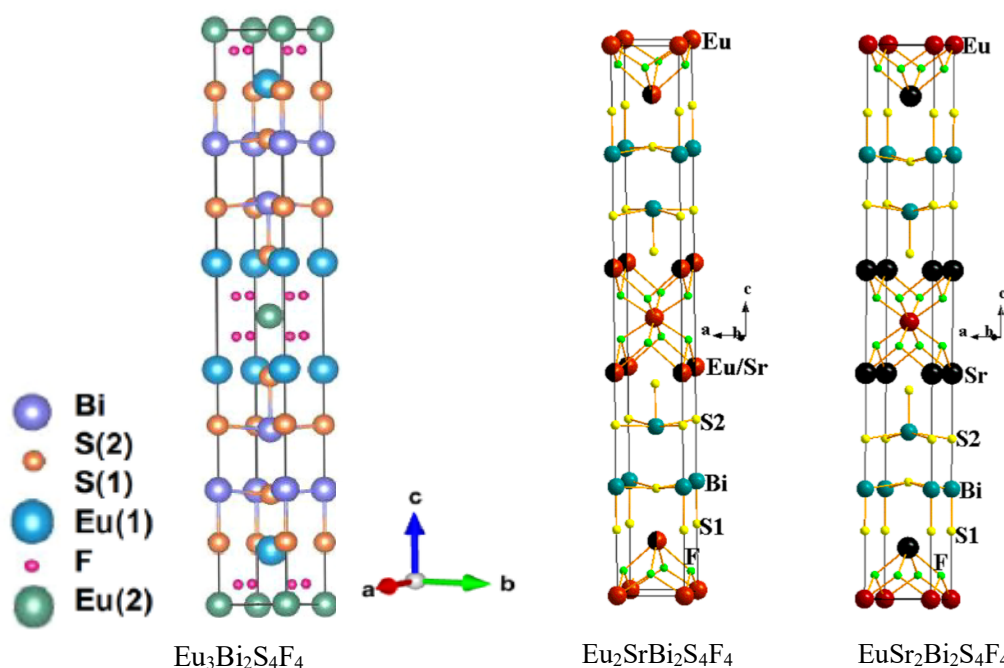 Bi
S(2)
S(1)
Eu(1)
F
Eu(2)
c
a
b
Eu₃Bi₂S₄F₄
Eu
c
a
b
Eu/Sr
S2
Bi
S1
F
Eu₂SrBi₂S₄F₄
Eu
c
a
b
Sr
S2
Bi
S1
F
EuSr₂Bi₂S₄F₄